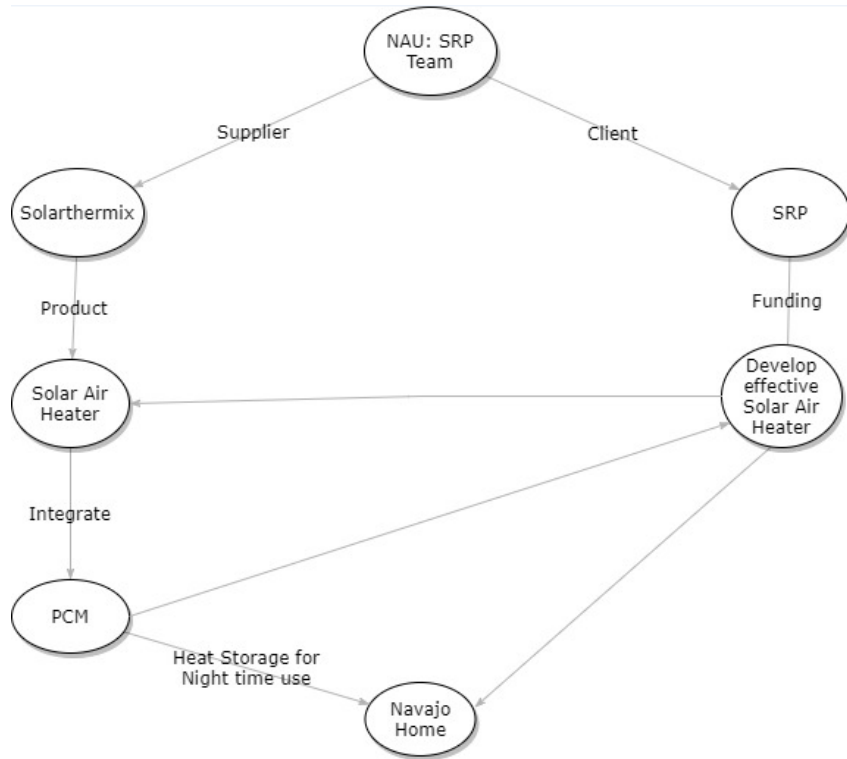 NAU: SRP
Team
Supplier
Client
Solarthermix
SRP
Product
Funding
Solar Air
Heater
Develop
effective
Solar Air
Heater
Integrate
PCM
Heat Storage for
Night time use
Navajo
Home